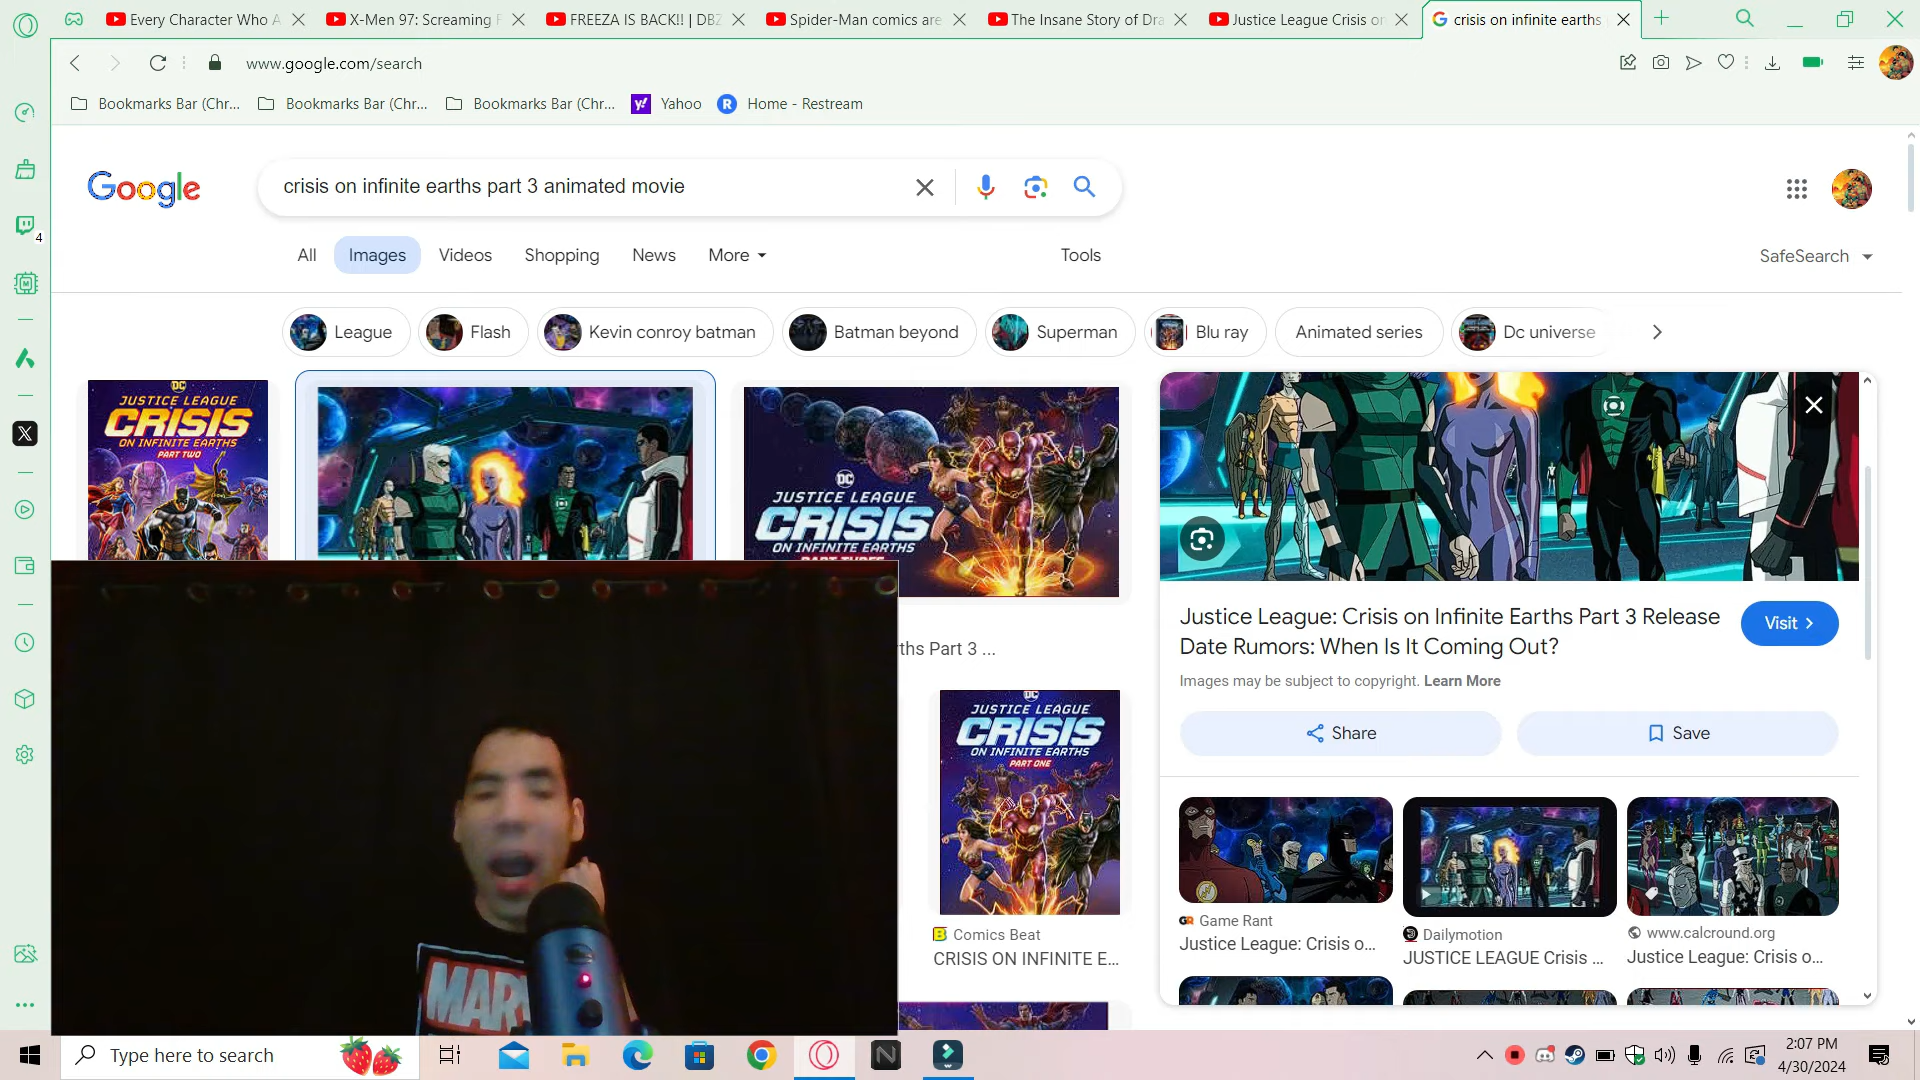 Every Character Who A
X-Men 97: Screaming F
FREEZA IS BACK!! | DBZ
Spider-Man comics are
The Insane Story of Dra
Justice League Crisis on
crisis on infinite earths
www.google.com/search
Bookmarks Bar (Chr...
Bookmarks Bar (Chr...
Bookmarks Bar (Chr...
Yahoo
Home - Restream
4
Google
crisis on infinite earths part 3 animated movie
All
Images
Videos
Shopping
News
More
Tools
SafeSearch
League
Flash
Kevin conroy batman
Batman beyond
Superman
Blu ray
Animated series
Dc universe
DC
JUSTICE LEAGUE
CRISIS
ON INFINITE EARTHS
PART TWO
DC
JUSTICE LEAGUE
CRISIS
ON INFINITE EARTHS
ths Part 3 ...
Justice League: Crisis on Infinite Earths Part 3 Release
Date Rumors: When Is It Coming Out?
Visit
Images may be subject to copyright. Learn More
Share
Save
DC
JUSTICE LEAGUE
CRISIS
ON INFINITE EARTHS
PART ONE
Comics Beat
CRISIS ON INFINITE E...
Game Rant
Justice League: Crisis o...
Dailymotion
JUSTICE LEAGUE Crisis ...
www.calcround.org
Justice League: Crisis o...
MAR
Type here to search
2:07 PM
4/30/2024